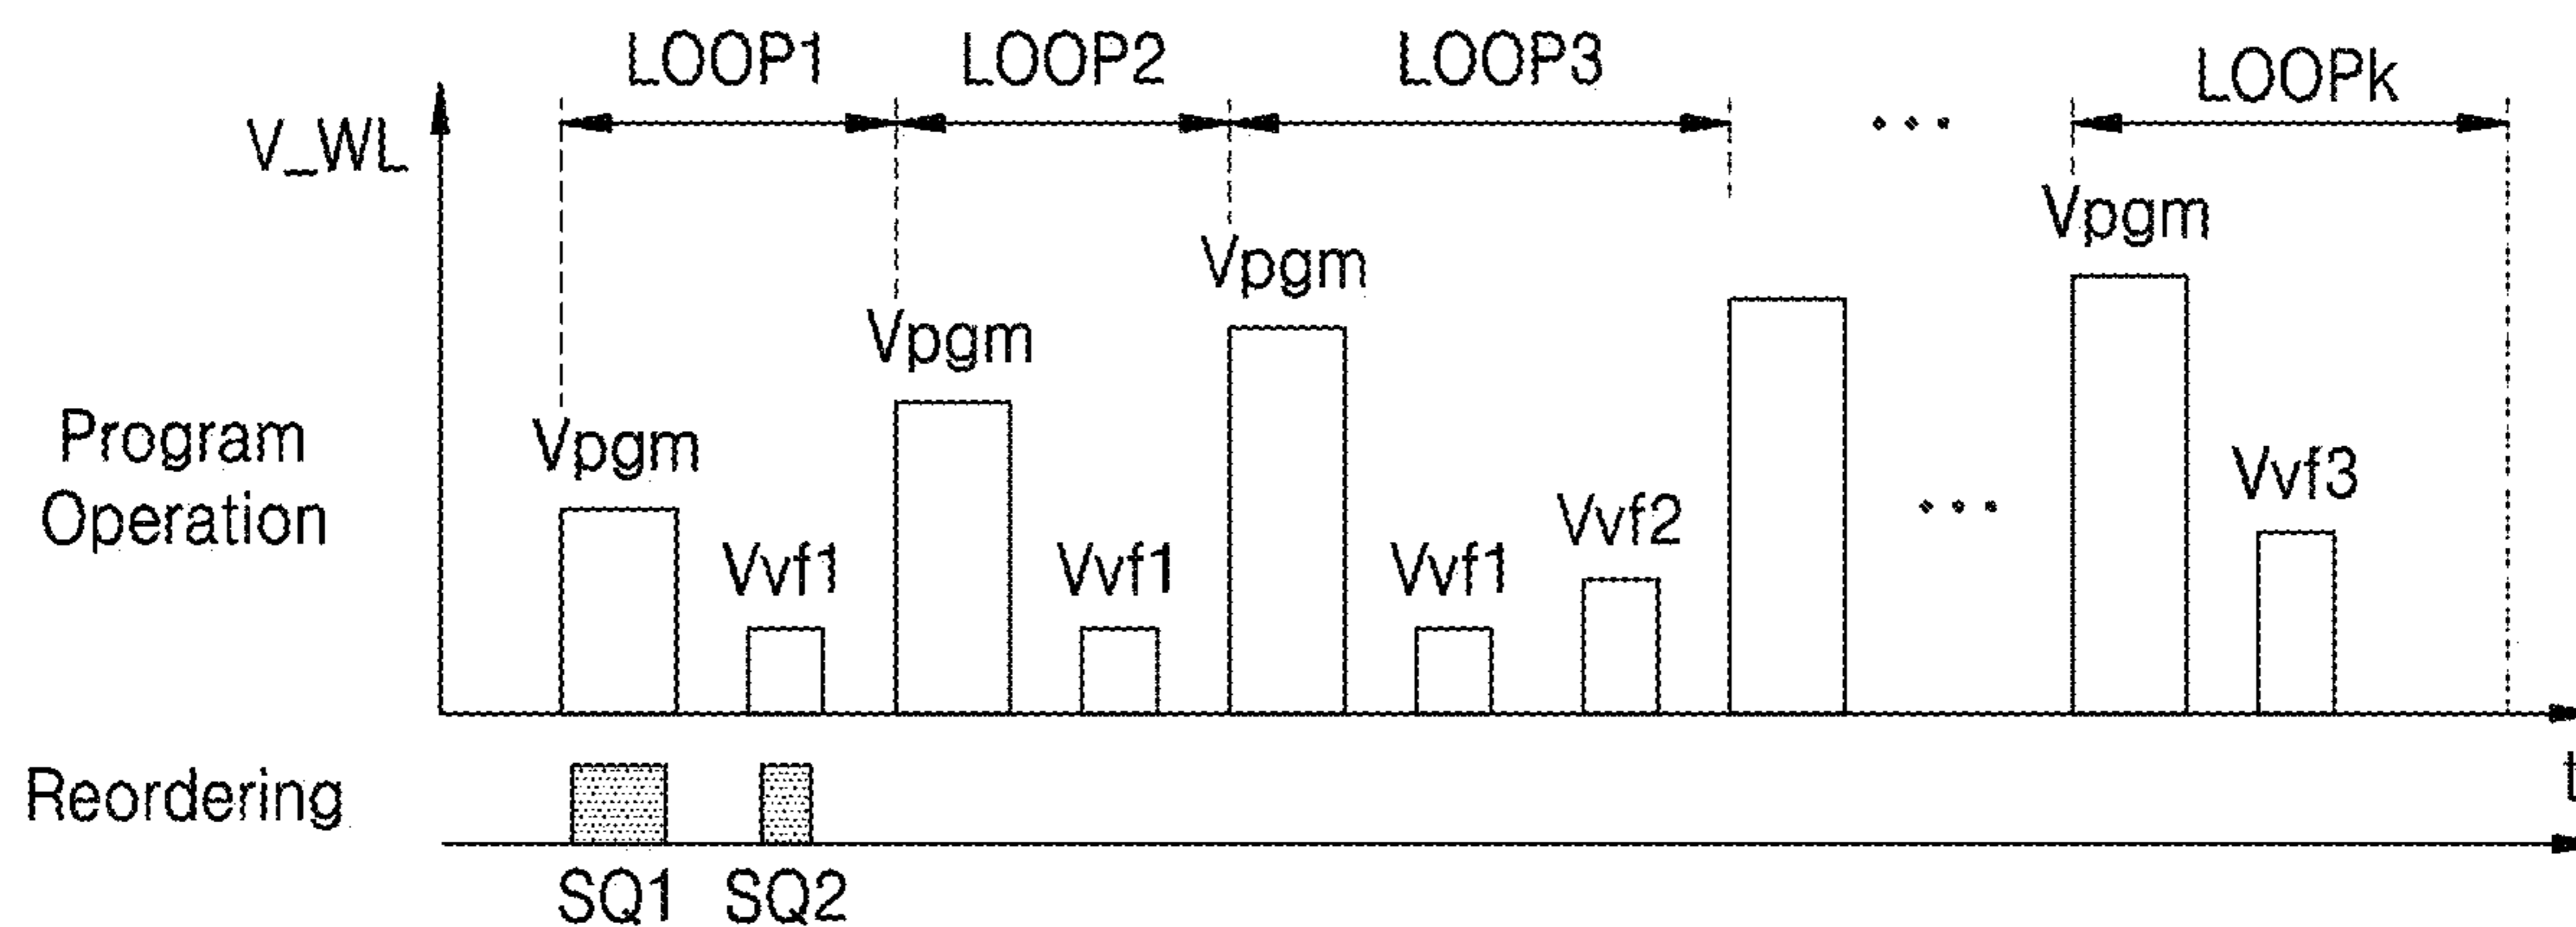 LOOP1
LOOP2
LOOP3
LOOPk
V_WL
...
Vpgm
Vpgm
Vpgm
Vpgm
Program
Operation
Vvf1
Vvf1
Vvf1
Vvf2
...
Vvf3
t
Reordering
SQ1
SQ2